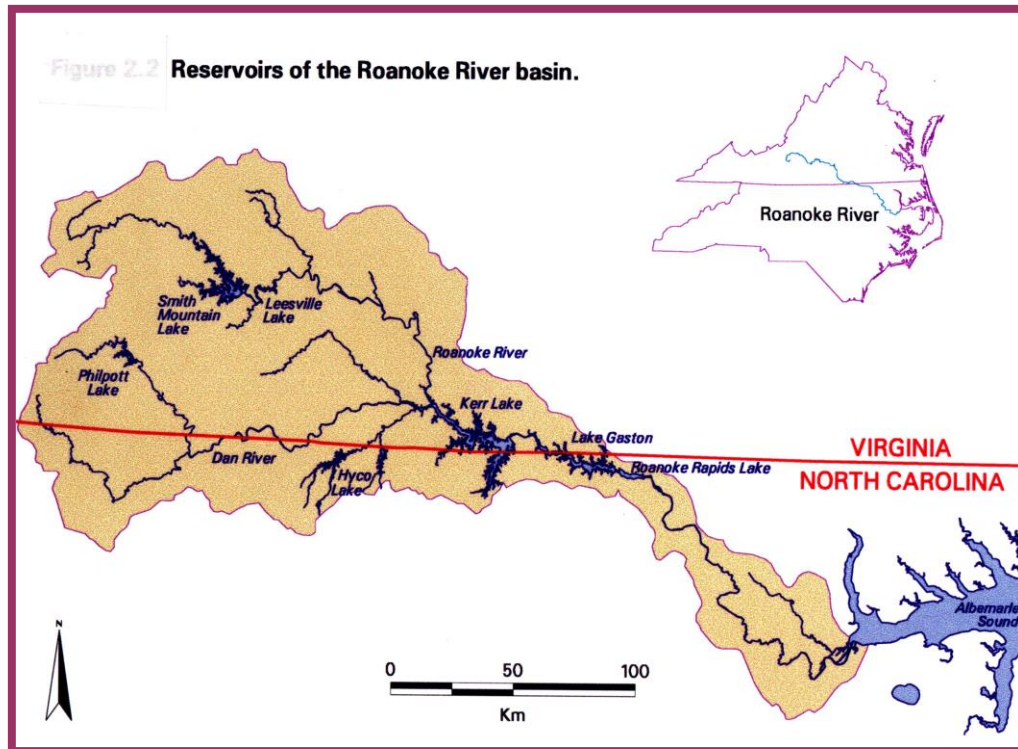 Figure 2.2 Reservoirs of the Roanoke River basin.
Roanoke River
Smith
Mountain
Lake
Leesville
Lake
Roanoke River
Philpott
Lake
Kerr Lake
Lake Gaston
Dan River
Hyco
Lake
Roanoke Rapids Lake
VIRGINIA
NORTH CAROLINA
Albemarle
Sound
N
0 50 100
Km